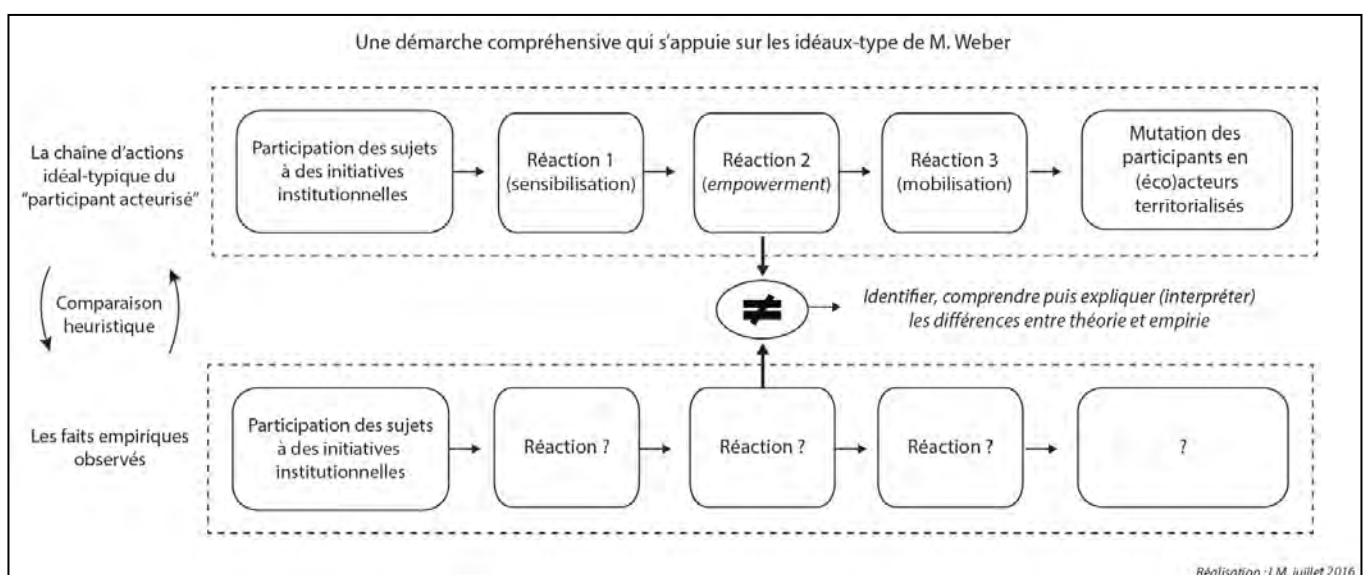 Une démarche compréhensive qui s'appuie sur les idéaux-type de M. Weber
La chaîne d'actions
idéal-typique du
"participant acteurisé"
Participation des sujets
à des initiatives
institutionnelles
Réaction 1
(sensibilisation)
Réaction 2
(empowerment)
Réaction 3
(mobilisation)
Mutation des
participants en
(éco)acteurs
territorialisés
Comparaison
heuristique
≠
Identifier, comprendre puis expliquer (interpréter)
les différences entre théorie et empirie
Les faits empiriques
observés
Participation des sujets
à des initiatives
institutionnelles
Réaction ?
Réaction ?
Réaction ?
?
Réalisation : J.M. juillet 2016